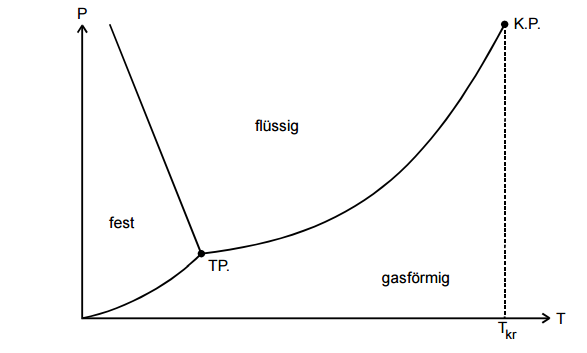 P
K.P.
flüssig
fest
TP.
gasförmig
T
Tkr